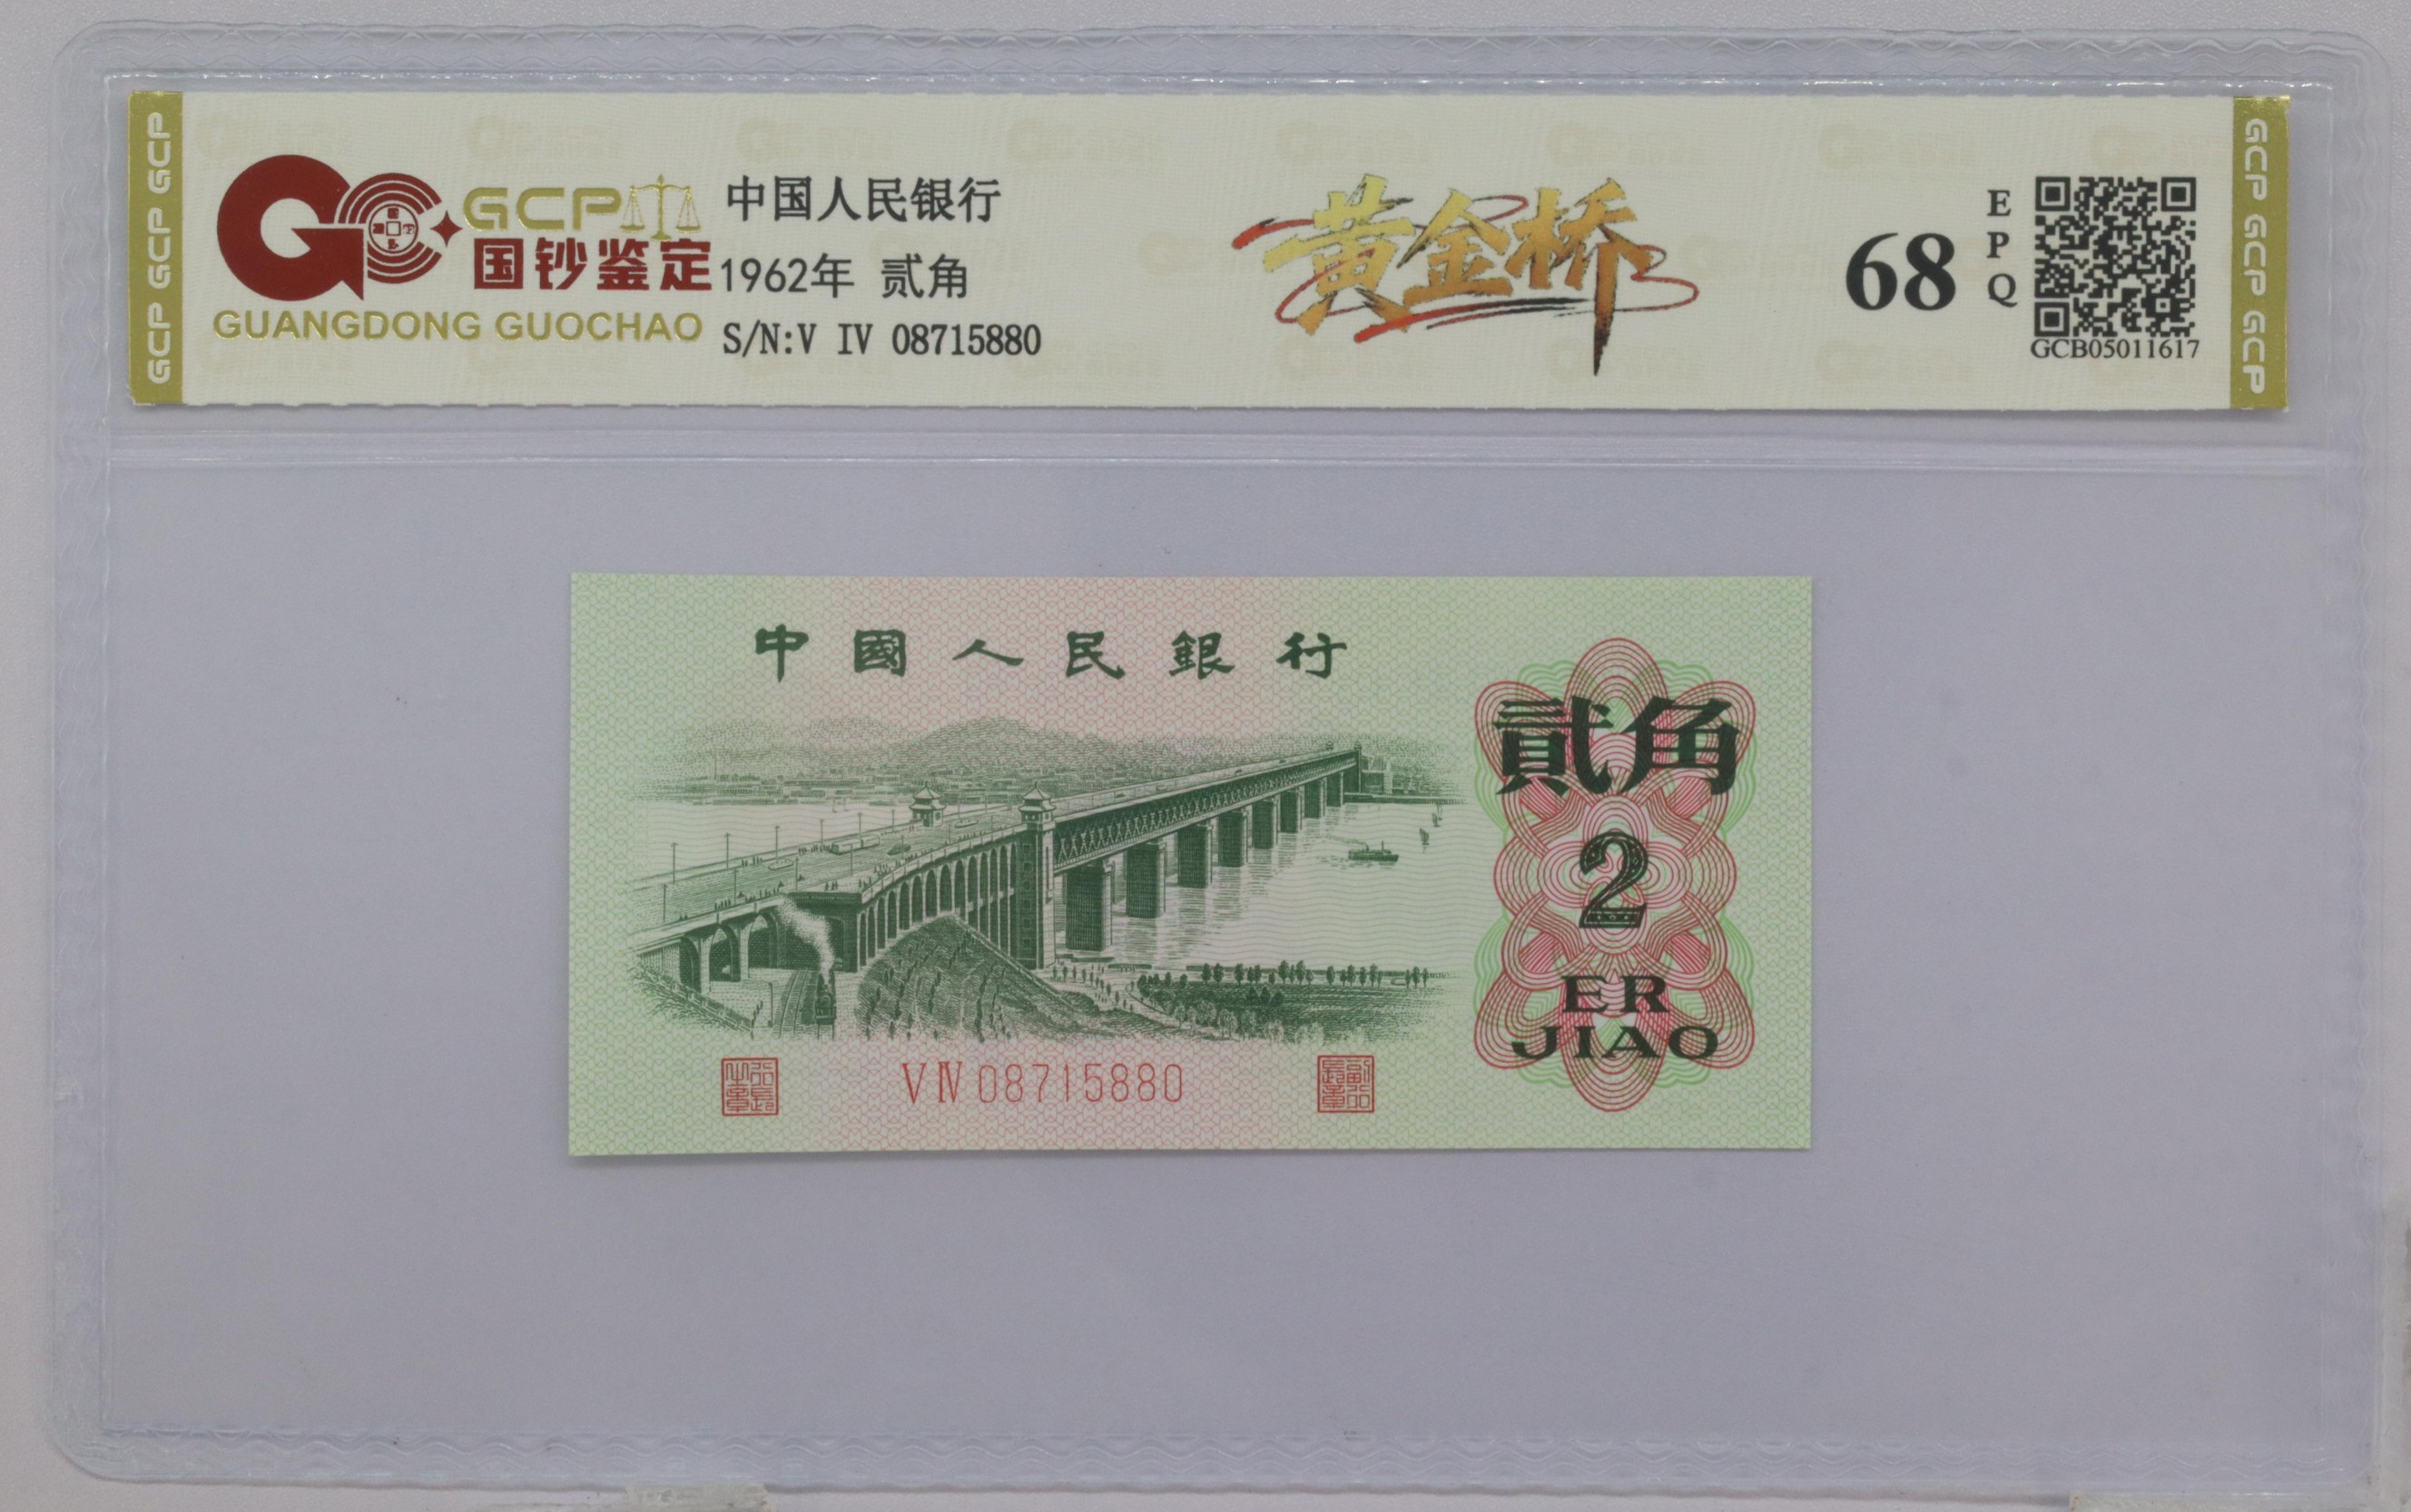 GCP GCP GCP
GCP
国钞鉴定
GUANGDONG GUOCHAO
中国人民银行
1962年 贰角
S/N:V IV 08715880
黄金桥
68
EPQ
GCB05011617
GCP GCP GCP
中國人民銀行
貳角
2
ER
JIAO
V IV 08715880